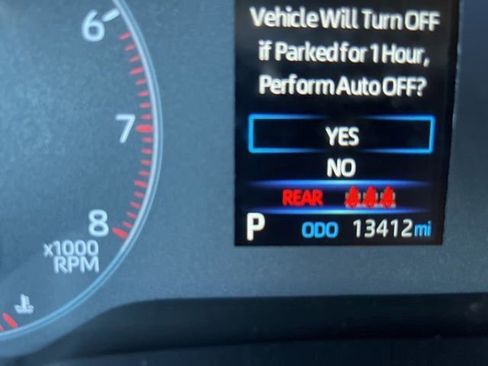 Vehicle Will Turn OFF
if Parked for 1 Hour,
Perform Auto OFF?
YES
NO
REAR
P ODO 13412 mi
6
7
8
x1000
RPM